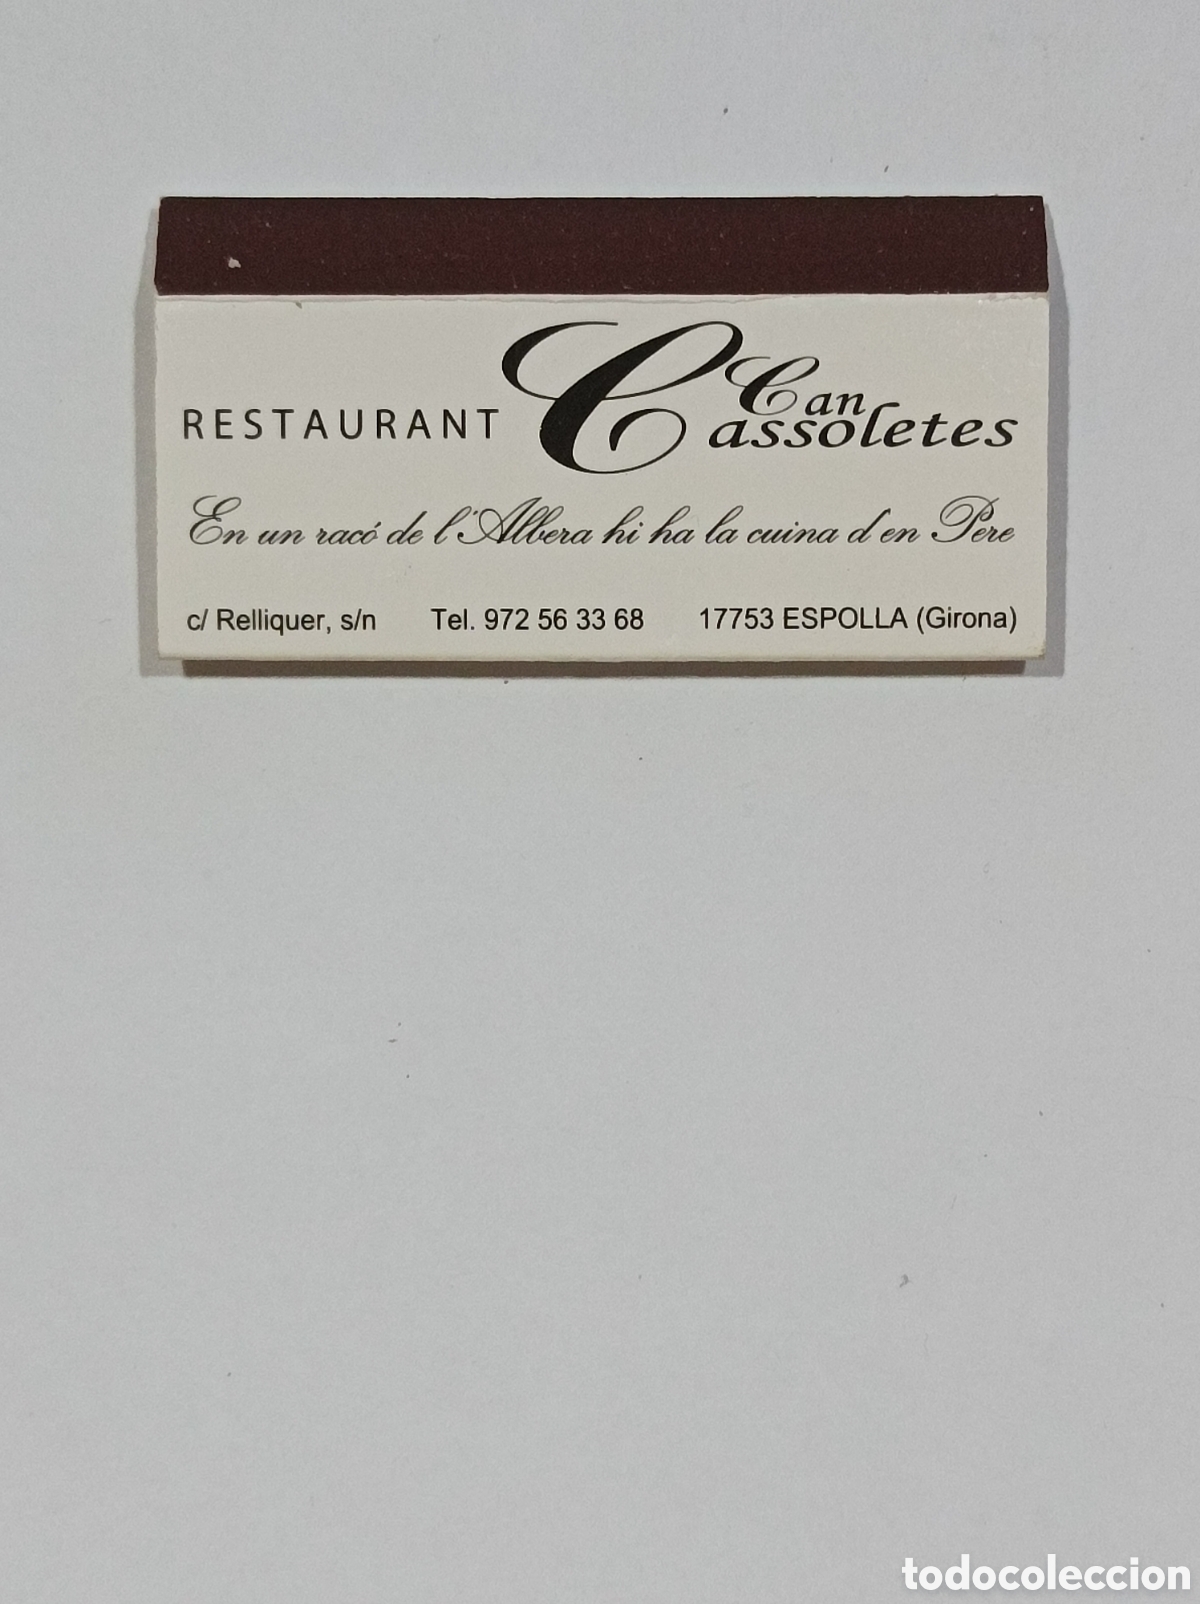 RESTAURANT Can Cassoletes
En un racó de l'Albera hi ha la cuina d'en Pere
c/ Relliquer, s/n Tel. 972 56 33 68 17753 ESPOLLA (Girona)
todocoleccion